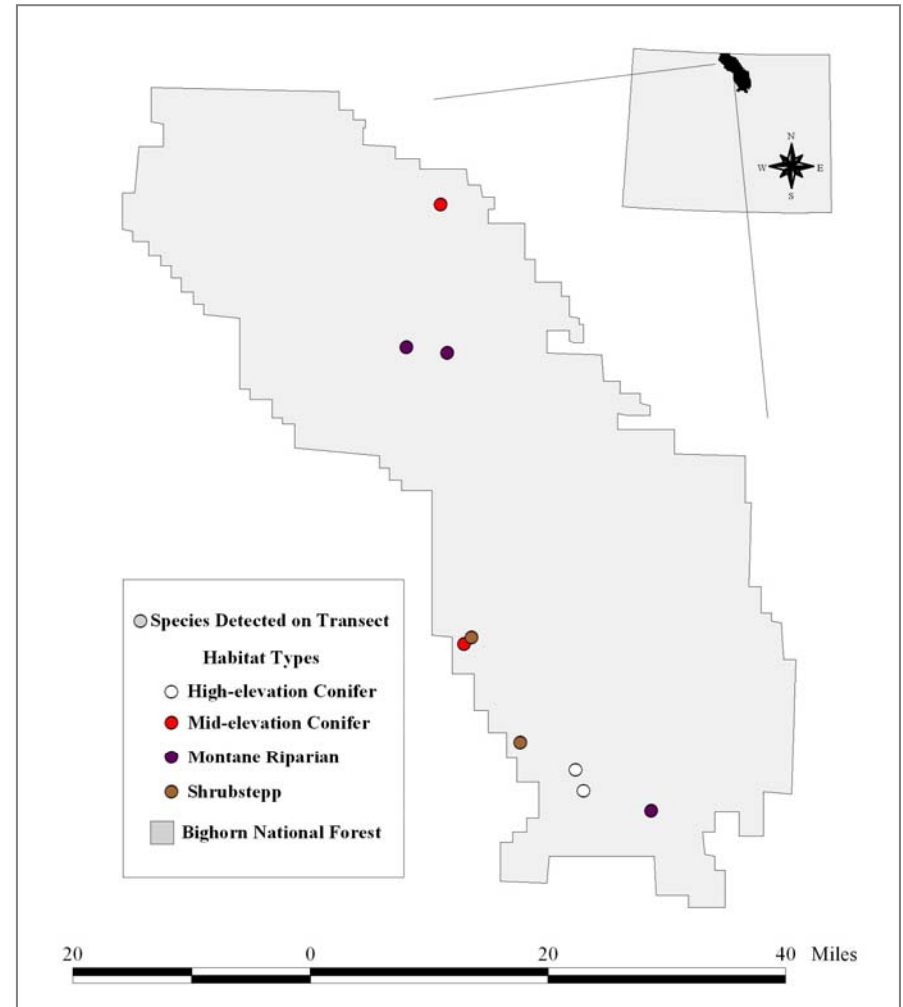 N
W E
S
Species Detected on Transect
Habitat Types
High-elevation Conifer
Mid-elevation Conifer
Montane Riparian
Shrubstepp
Bighorn National Forest
20 0 20 40 Miles